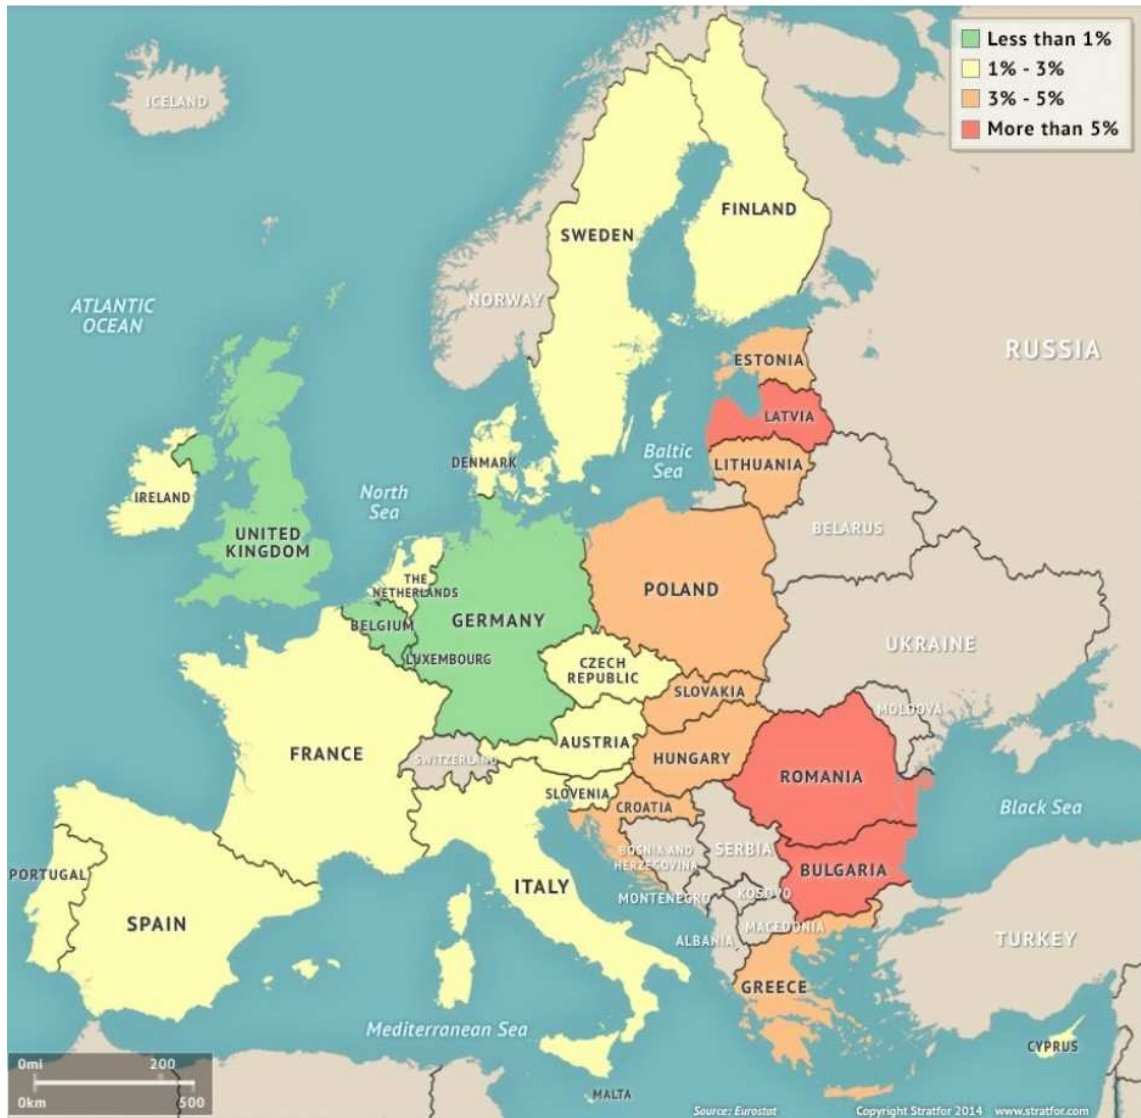 Less than 1%
1% - 3%
3% - 5%
More than 5%
ICELAND
FINLAND
SWEDEN
NORWAY
ATLANTIC
OCEAN
RUSSIA
ESTONIA
LATVIA
Baltic
Sea
LITHUANIA
DENMARK
North
Sea
IRELAND
UNITED
KINGDOM
BELARUS
THE
NETHERLANDS
POLAND
BELGIUM
GERMANY
LUXEMBOURG
UKRAINE
CZECH
REPUBLIC
SLOVAKIA
MOLDOVA
AUSTRIA
FRANCE
SWITZERLAND
HUNGARY
ROMANIA
SLOVENIA
CROATIA
Black Sea
BOSNIA AND
HERZEGOVINA
SERBIA
BULGARIA
PORTUGAL
ITALY
MONTENEGRO
KOSOVO
SPAIN
MACEDONIA
ALBANIA
TURKEY
GREECE
Mediterranean Sea
CYPRUS
0mi 200
0km 500
MALTA
Source: Eurostat
Copyright Stratfor 2014 www.stratfor.com